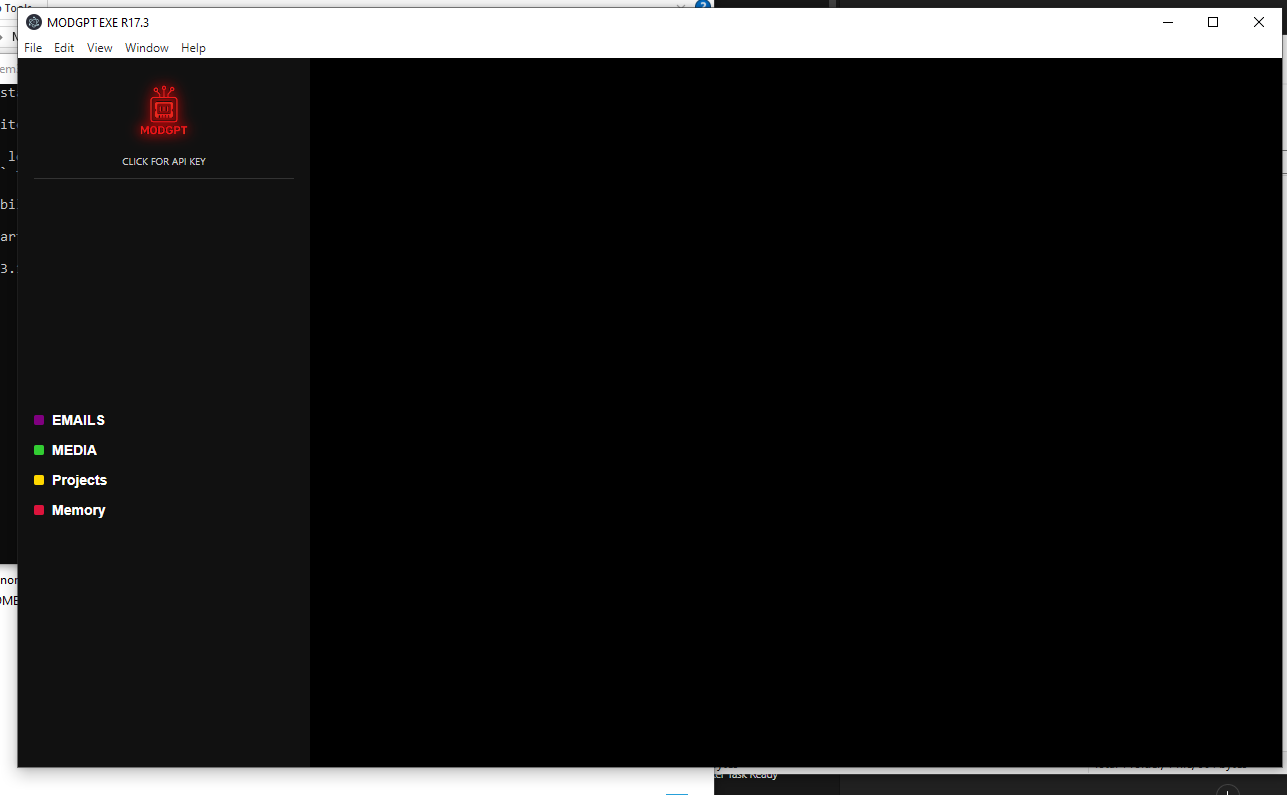 MODGPT EXE R17.3
File Edit View Window Help
MODGPT
CLICK FOR API KEY
EMAILS
MEDIA
Projects
Memory
Task Ready